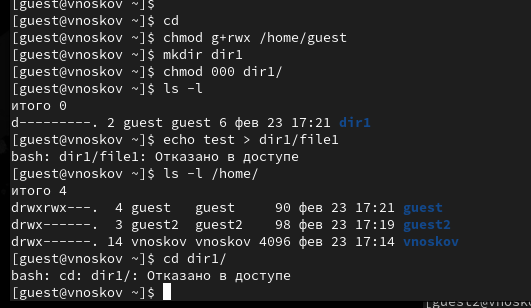 [guest@vnoskov ~]$
[guest@vnoskov ~]$ cd
[guest@vnoskov ~]$ chmod g+rwx /home/guest
[guest@vnoskov ~]$ mkdir dir1
[guest@vnoskov ~]$ chmod 000 dir1/
[guest@vnoskov ~]$ ls -l
итого 0
d---------. 2 guest guest 6 фев 23 17:21 dir1
[guest@vnoskov ~]$ echo test > dir1/file1
bash: dir1/file1: Отказано в доступе
[guest@vnoskov ~]$ ls -l /home/
итого 4
drwxrwx---.  4 guest   guest     90 фев 23 17:21 guest
drwx------.  3 guest2  guest2    98 фев 23 17:19 guest2
drwx------. 14 vnoskov vnoskov 4096 фев 23 17:14 vnoskov
[guest@vnoskov ~]$ cd dir1/
bash: cd: dir1/: Отказано в доступе
[guest@vnoskov ~]$
[guest2@vnosk